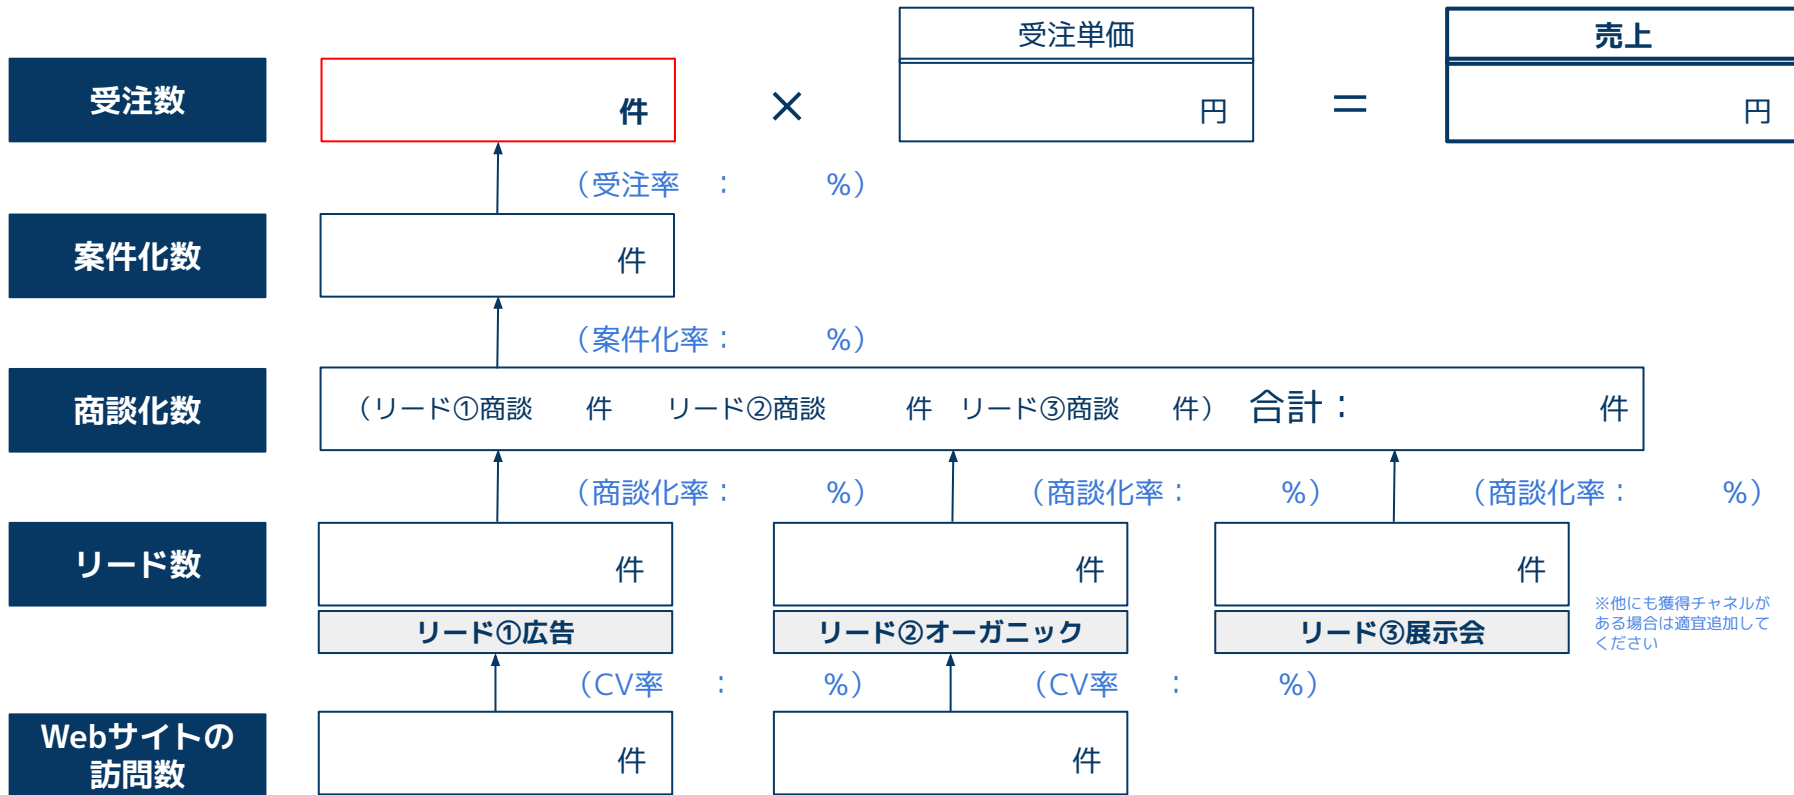 受注単価
売上
受注数
件
×
円
＝
円
（受注率　：　　　%）
案件化数
件
（案件化率：　　　%）
商談化数
（リード①商談　　件　　リード②商談　　　件　リード③商談　　件）　合計：　　　　　　　件
（商談化率：　　　%）
（商談化率：　　　%）
（商談化率：　　　%）
リード数
件
件
件
リード①広告
リード②オーガニック
リード③展示会
※他にも獲得チャネルが
ある場合は適宜追加して
ください
（CV率　：　　　%）
（CV率　：　　　%）
Webサイトの
訪問数
件
件